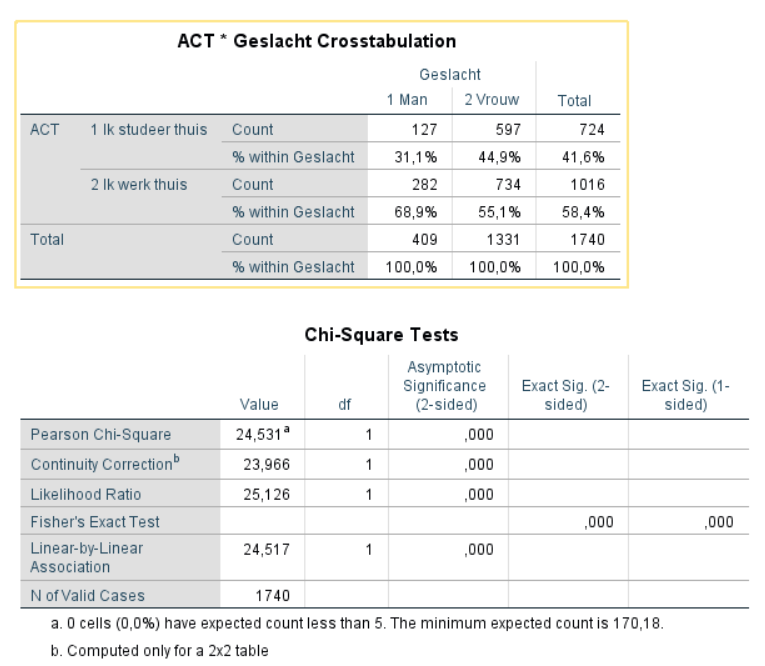 ACT * Geslacht Crosstabulation
Geslacht
1 Man 2 Vrouw Total
ACT 1 Ik studeer thuis Count 127 597 724
% within Geslacht 31,1% 44,9% 41,6%
2 Ik werk thuis Count 282 734 1016
% within Geslacht 68,9% 55,1% 58,4%
Total Count 409 1331 1740
% within Geslacht 100,0% 100,0% 100,0%
Chi-Square Tests
Value df Asymptotic Significance (2-sided) Exact Sig. (2-sided) Exact Sig. (1-sided)
Pearson Chi-Square 24,531a 1 ,000
Continuity Correctionb 23,966 1 ,000
Likelihood Ratio 25,126 1 ,000
Fisher's Exact Test ,000 ,000
Linear-by-Linear Association 24,517 1 ,000
N of Valid Cases 1740
a. 0 cells (0,0%) have expected count less than 5. The minimum expected count is 170,18.
b. Computed only for a 2x2 table